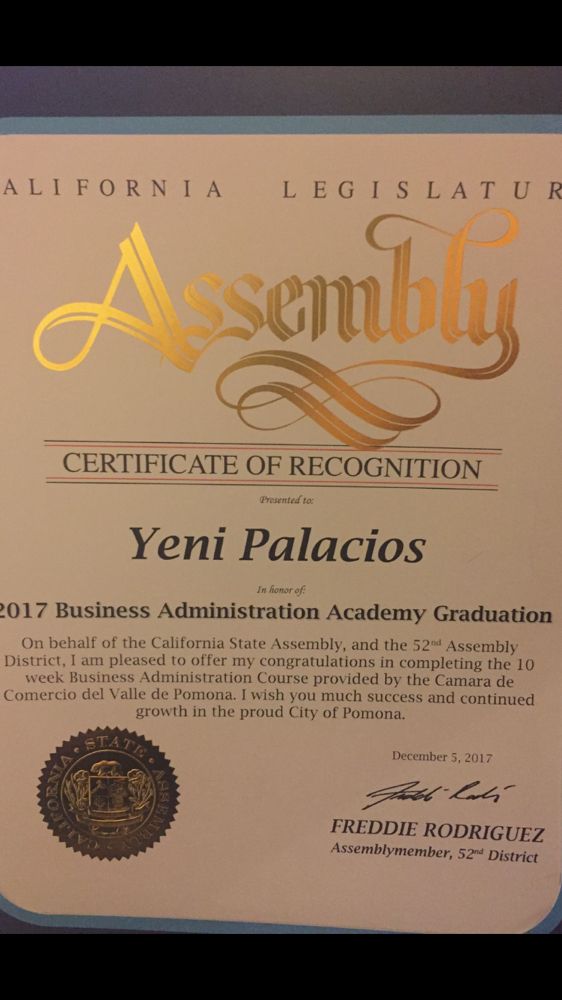 ALIFORNIA LEGISLATUR
Assembly
CERTIFICATE OF RECOGNITION
Presented to:
Yeni Palacios
In honor of:
2017 Business Administration Academy Graduation
On behalf of the California State Assembly, and the 52nd Assembly
District, I am pleased to offer my congratulations in completing the 10
week Business Administration Course provided by the Camara de
Comercio del Valle de Pomona. I wish you much success and continued
growth in the proud City of Pomona.
CALIFORNIA • STATE • ASSEMBLY
December 5, 2017
FREDDIE RODRIGUEZ
Assemblymember, 52nd District